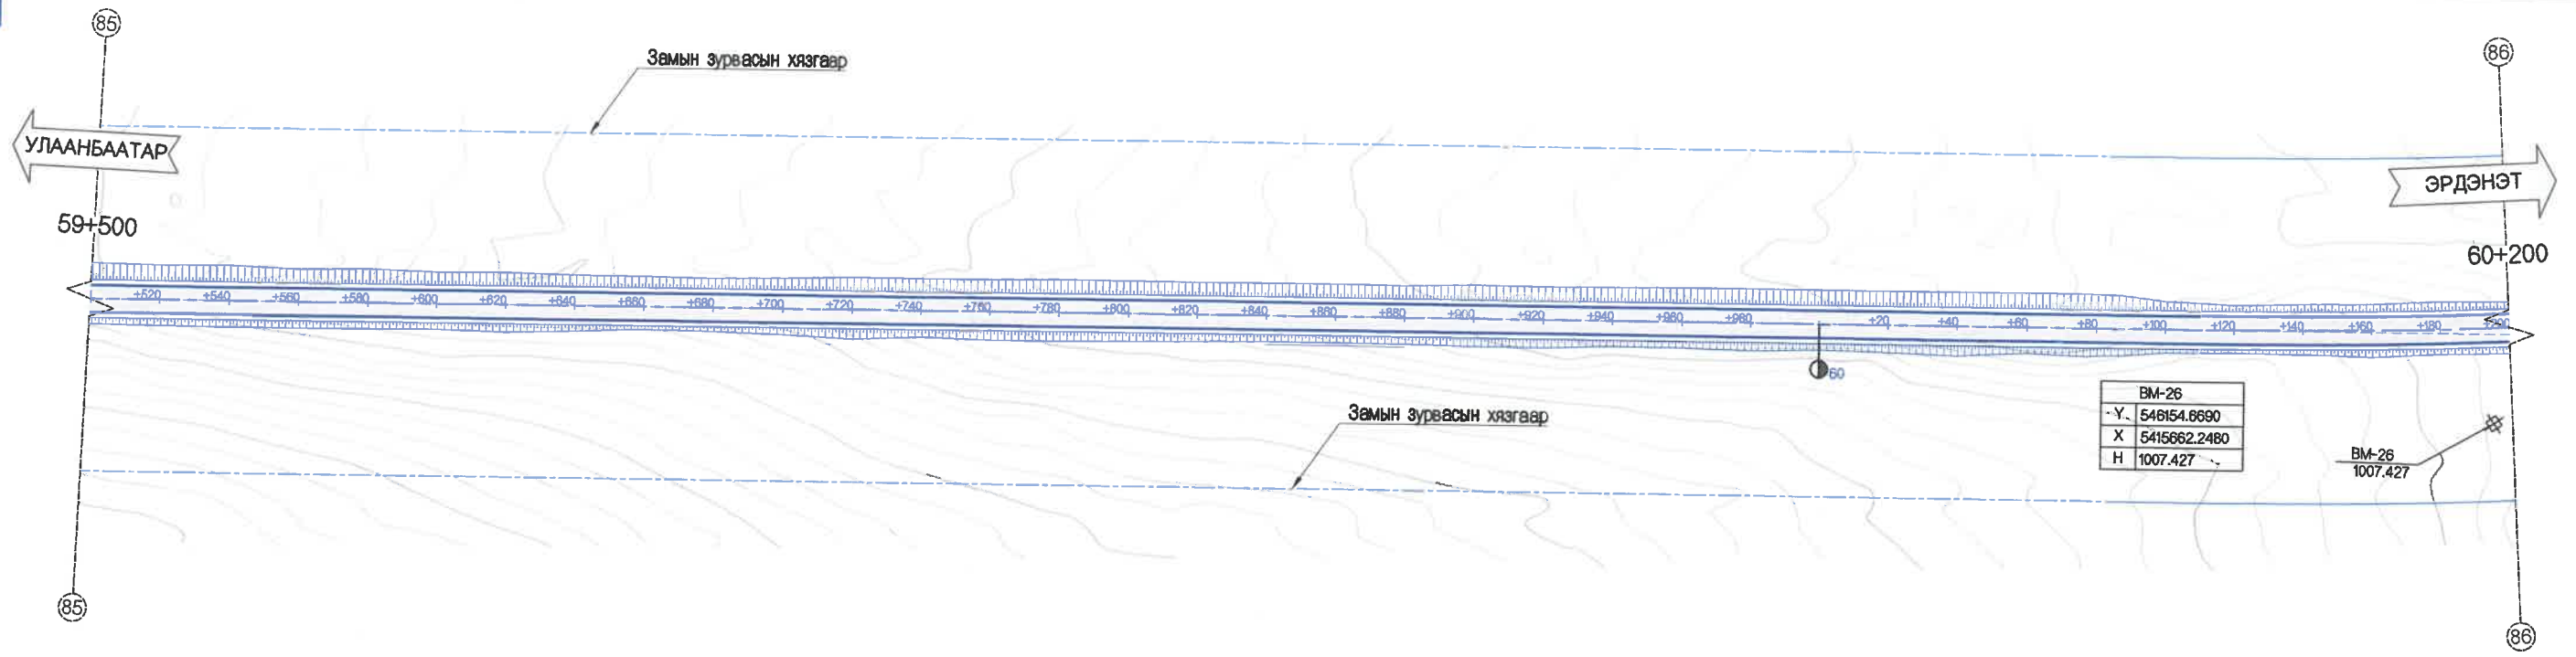 85
86
Замын зурвасын хязгаар
УЛААНБААТАР
ЭРДЭНЭТ
59+500
60+200
+520 +540 +560 +580 +600 +620 +640 +660 +680 +700 +720 +740 +760 +780 +800 +820 +840 +860 +880 +900 +920 +940 +960 +980 +20 +40 +60 +80 +100 +120 +140 +160 +180 +200
60
BM-26
Y 546154.6690
X 5415662.2480
H 1007.427
Замын зурвасын хязгаар
BM-26
1007.427
85
86